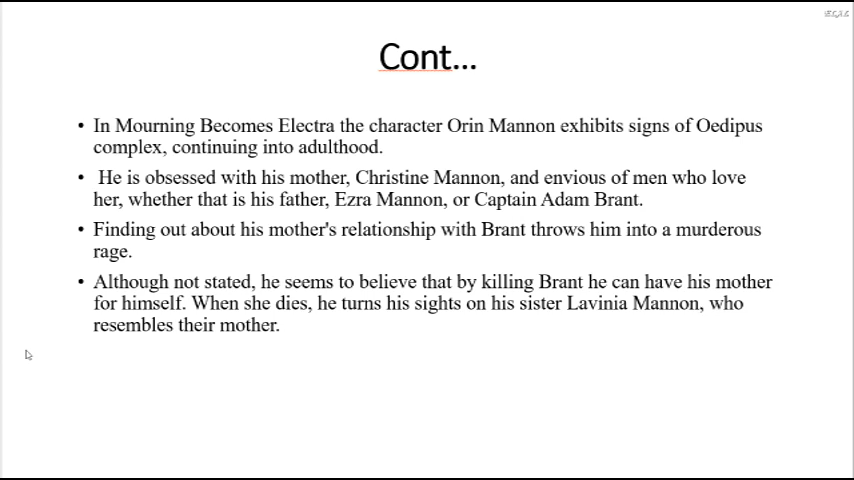 Cont...
• In Mourning Becomes Electra the character Orin Mannon exhibits signs of Oedipus
complex, continuing into adulthood.
• He is obsessed with his mother, Christine Mannon, and envious of men who love
her, whether that is his father, Ezra Mannon, or Captain Adam Brant.
• Finding out about his mother's relationship with Brant throws him into a murderous
rage.
• Although not stated, he seems to believe that by killing Brant he can have his mother
for himself. When she dies, he turns his sights on his sister Lavinia Mannon, who
resembles their mother.